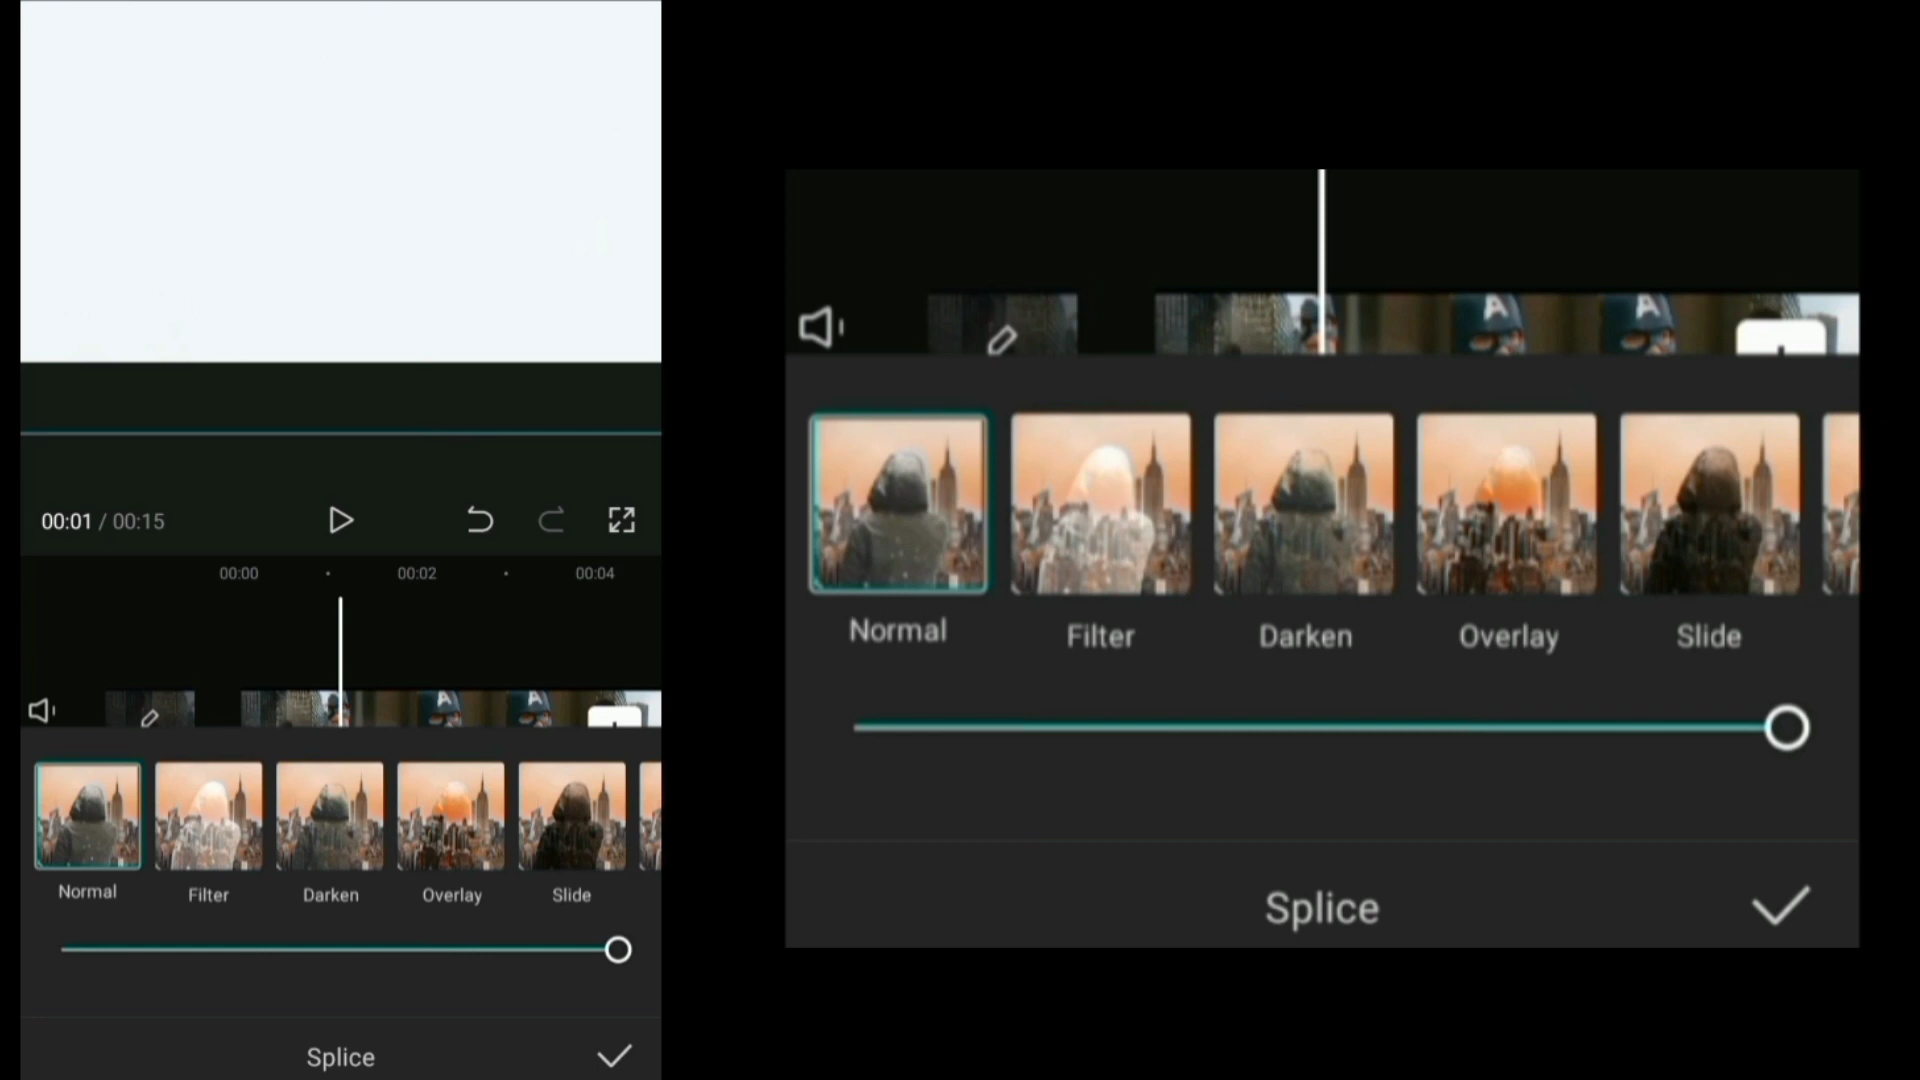 00:01 / 00:15
00:00 00:02 00:04
A A
Normal Filter Darken Overlay Slide
Splice
A A
Normal Filter Darken Overlay Slide
Splice